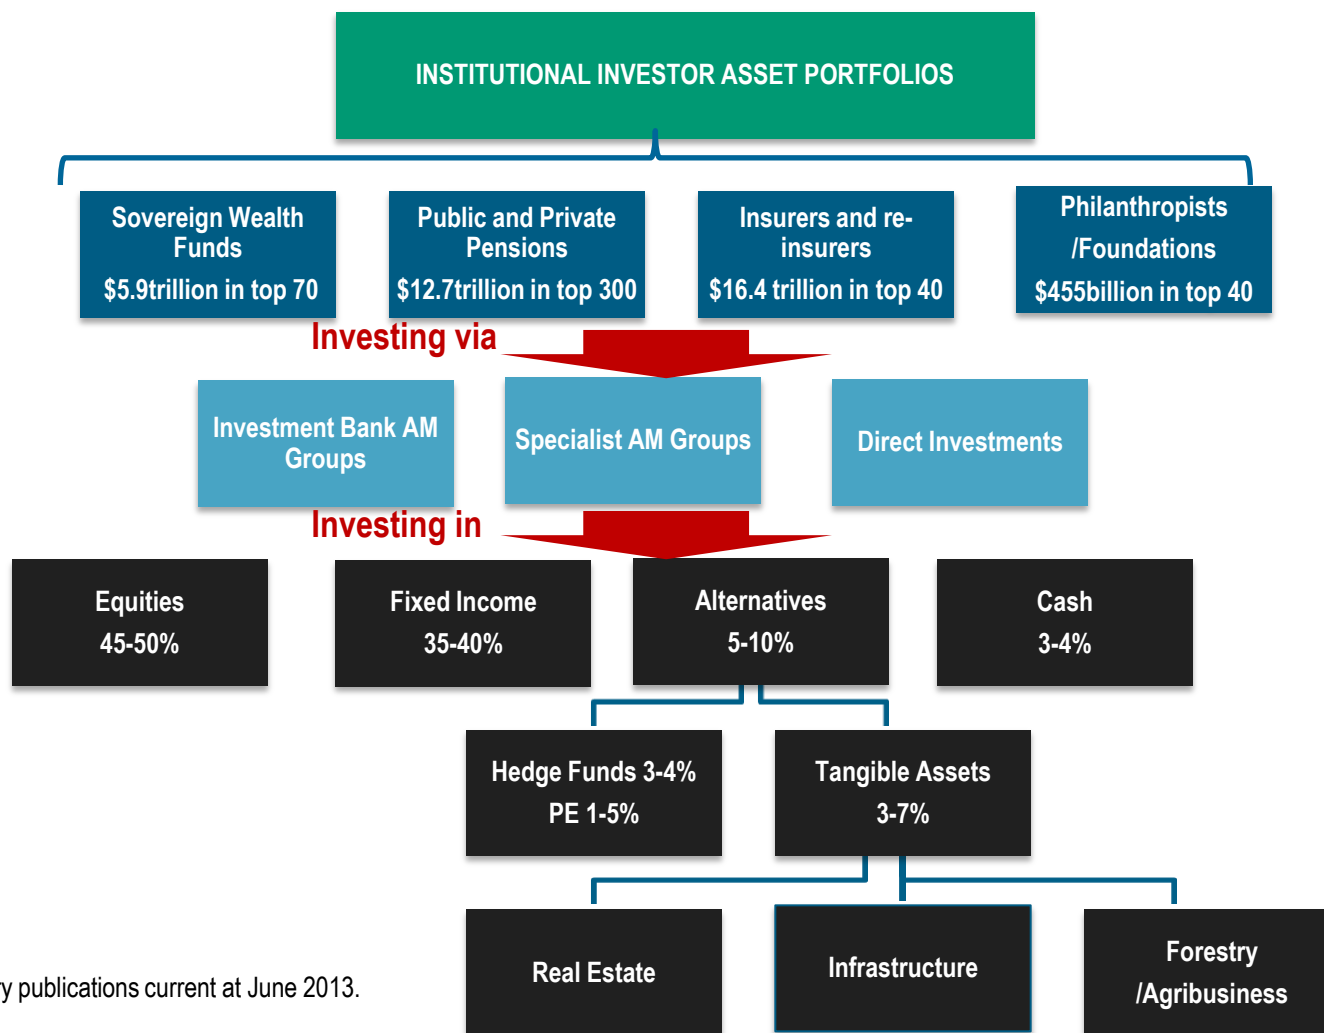 INSTITUTIONAL INVESTOR ASSET PORTFOLIOS
Sovereign Wealth
Funds
$5.9trillion in top 70
Public and Private
Pensions
$12.7trillion in top 300
Insurers and re-
insurers
$16.4 trillion in top 40
Philanthropists
/Foundations
$455billion in top 40
Investing via
Investment Bank AM
Groups
Specialist AM Groups
Direct Investments
Investing in
Equities
45-50%
Fixed Income
35-40%
Alternatives
5-10%
Cash
3-4%
Hedge Funds 3-4%
PE 1-5%
Tangible Assets
3-7%
Real Estate
Infrastructure
Forestry
/Agribusiness
publications current at June 2013.